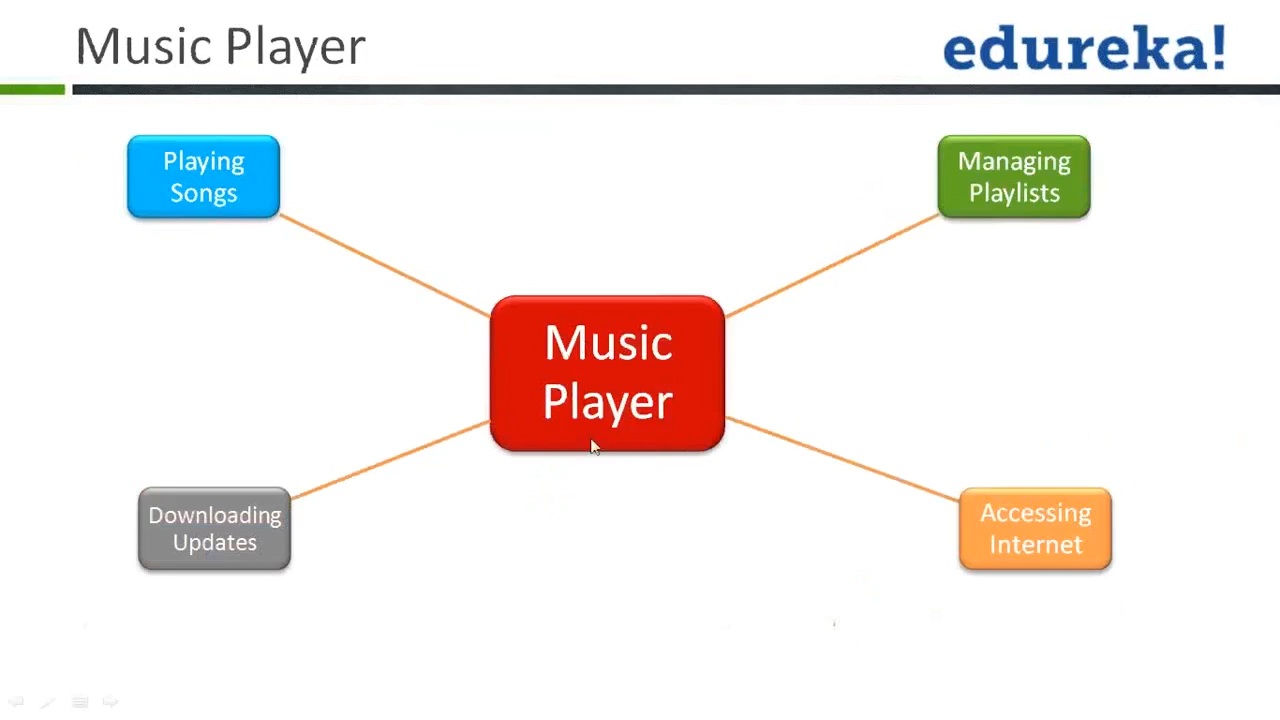 Music Player
edureka!
Playing
Songs
Managing
Playlists
Music
Player
Downloading
Updates
Accessing
Internet